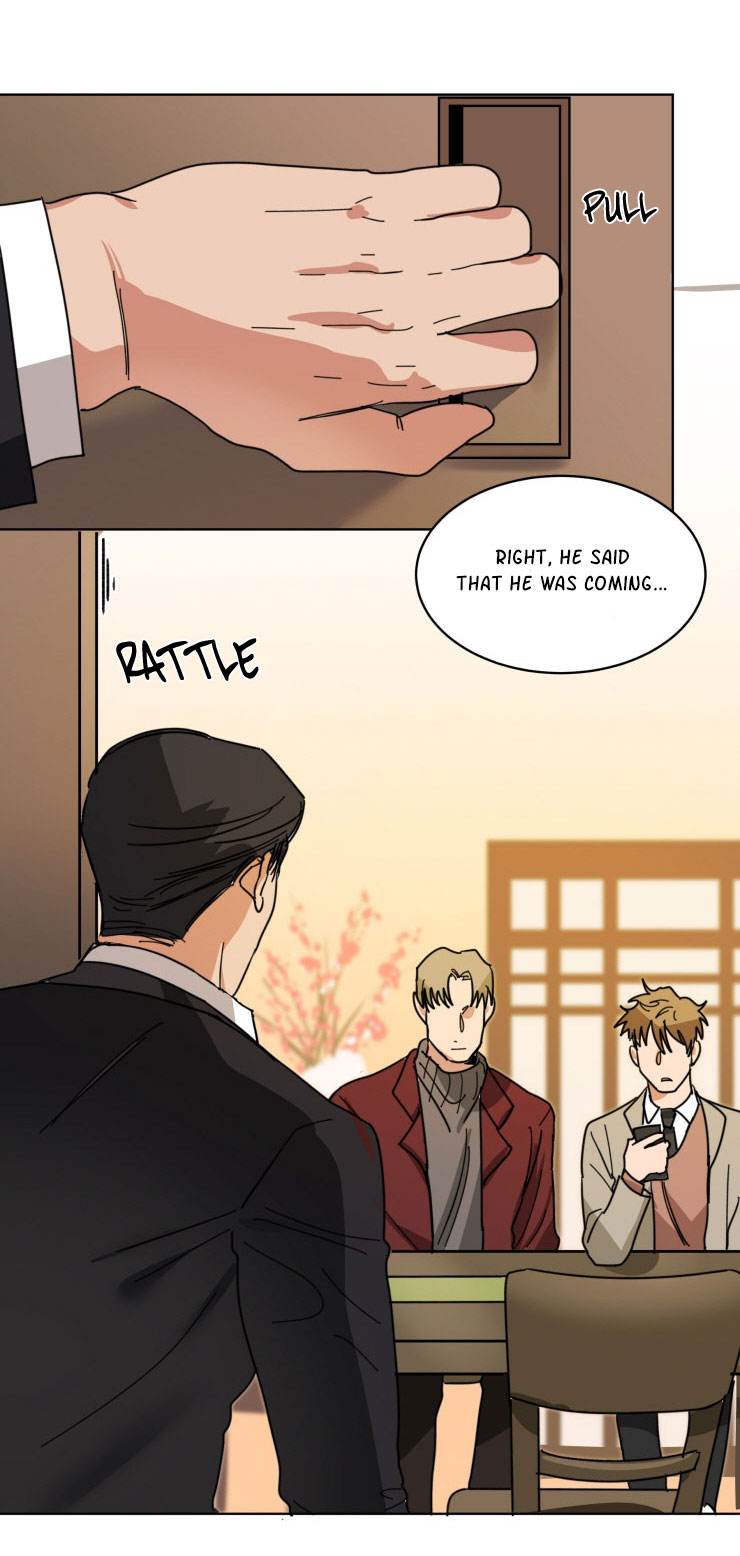 PULL
RIGHT, HE SAID
THAT HE WAS COMING...
RATTLE